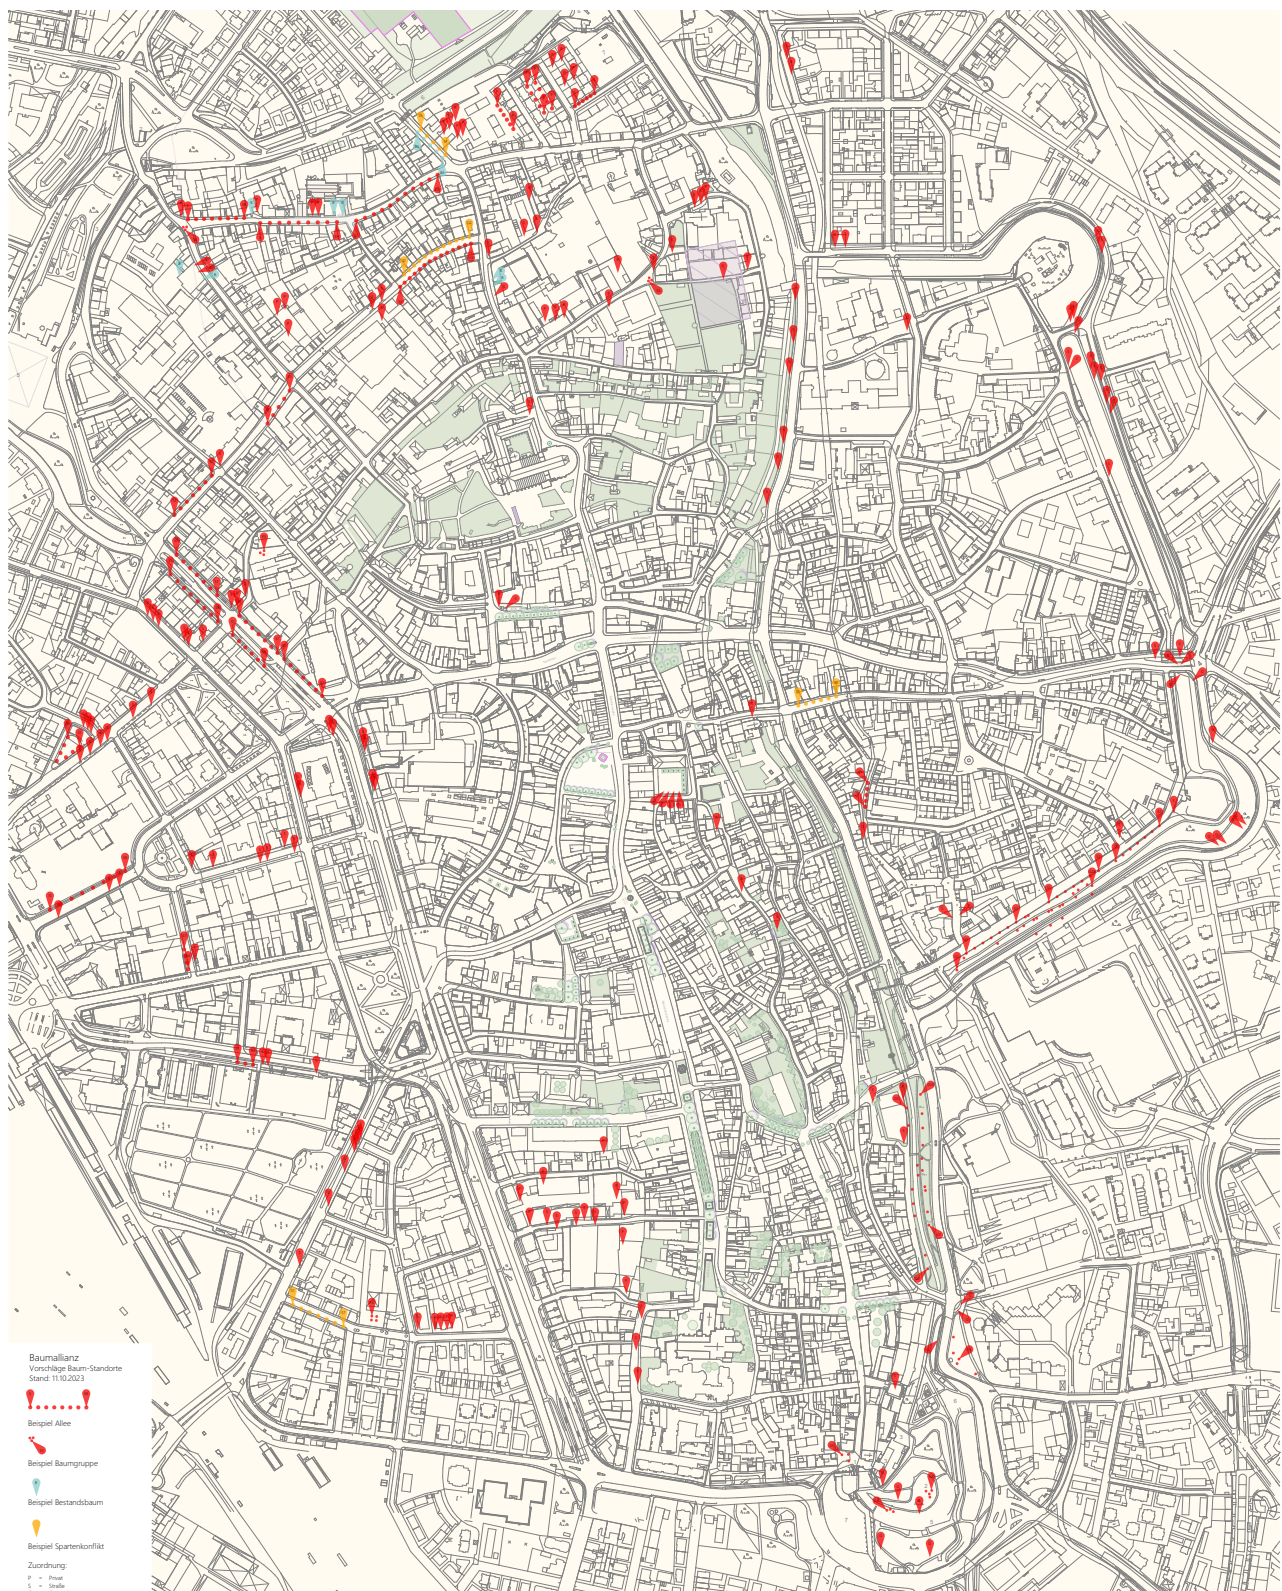 Baumallianz
Vorschläge Baum-Standorte
Stand: 11.10.2023
Beispiel Allee
Beispiel Baumgruppe
Beispiel Bestandsbaum
Beispiel Spartenkonflikt
Zuordnung:
P = Privat
S = Straße